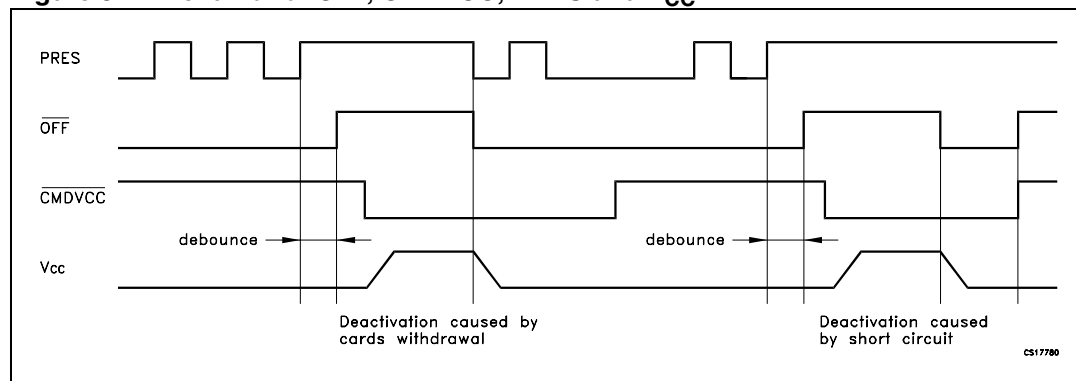 PRES
OFF
CMDVCC
debounce
debounce
Vcc
Deactivation caused by
cards withdrawal
Deactivation caused
by short circuit
CS17780